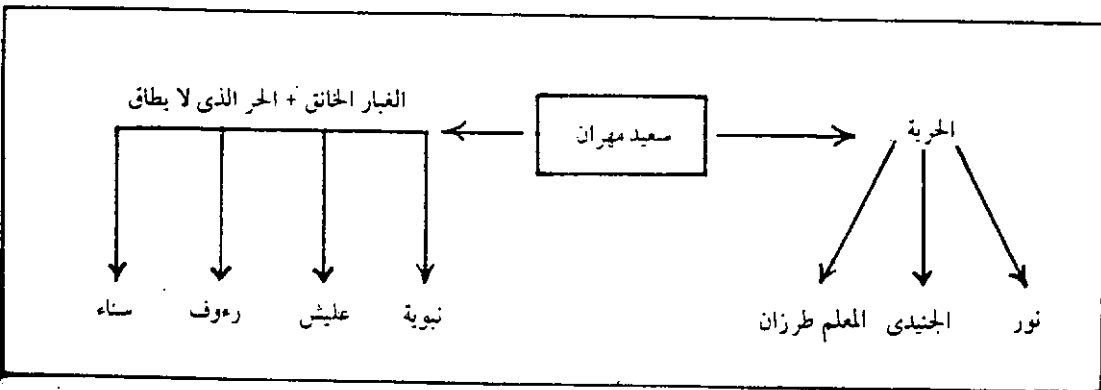 الغبار الخانق + الحر الذى لا يطاق
سعيد مهران
الحرية
نور
الجنيدى
المعلم طرزان
نبوية
عليش
رءوف
سناء